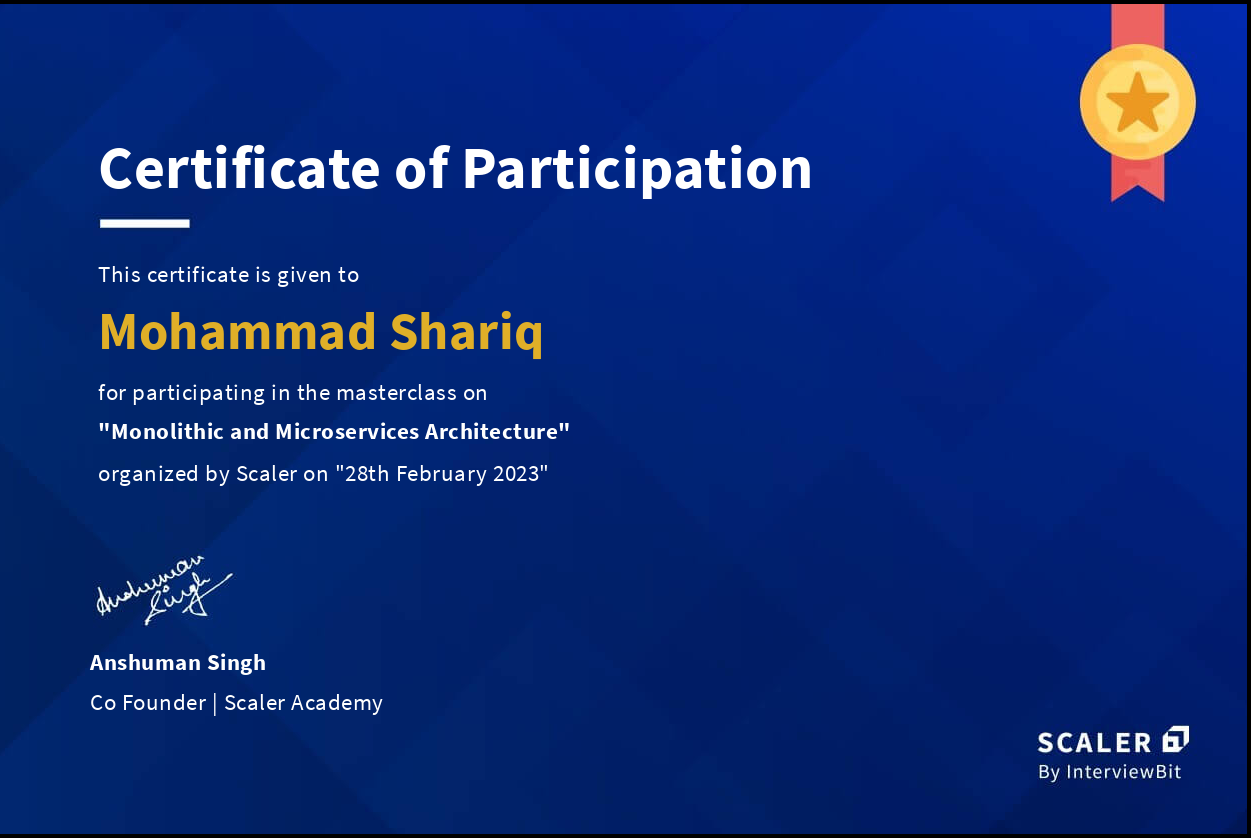 Certificate of Participation
This certificate is given to
Mohammad Shariq
for participating in the masterclass on
"Monolithic and Microservices Architecture"
organized by Scaler on "28th February 2023"
Anshuman
Singh
Anshuman Singh
Co Founder | Scaler Academy
SCALER
By InterviewBit